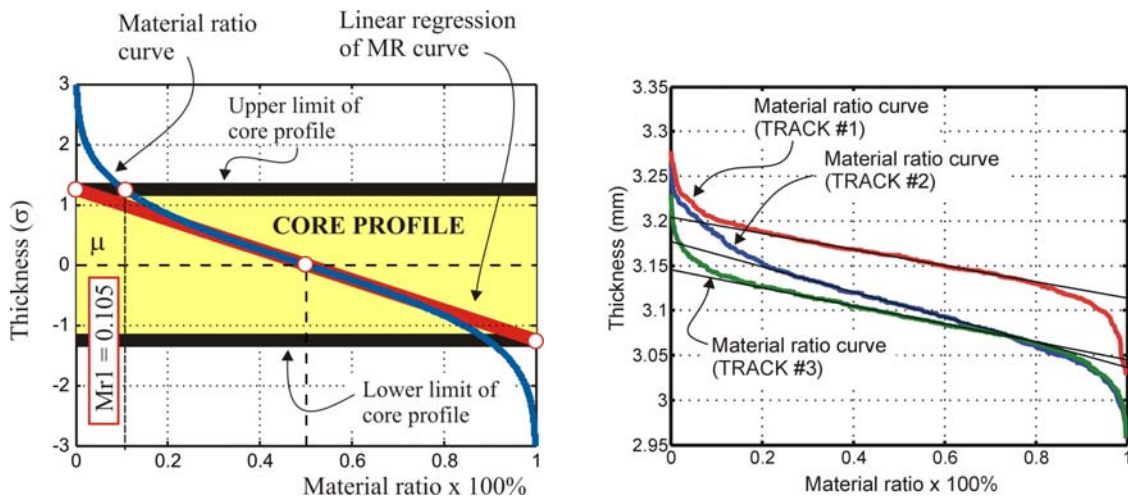 Material ratio
curve
Linear regression
of MR curve
3
2
1
0
-1
-2
-3
Thickness (σ)
Upper limit of
core profile
CORE PROFILE
μ
Mr1 = 0.105
Lower limit of
core profile
0
0.2
0.4
0.6
0.8
1
Material ratio x 100%
3.35
3.3
3.25
3.2
3.15
3.1
3.05
3
2.95
Thickness (mm)
Material ratio curve
(TRACK #1)
Material ratio curve
(TRACK #2)
Material ratio curve
(TRACK #3)
0
0.2
0.4
0.6
0.8
1
Material ratio x 100%